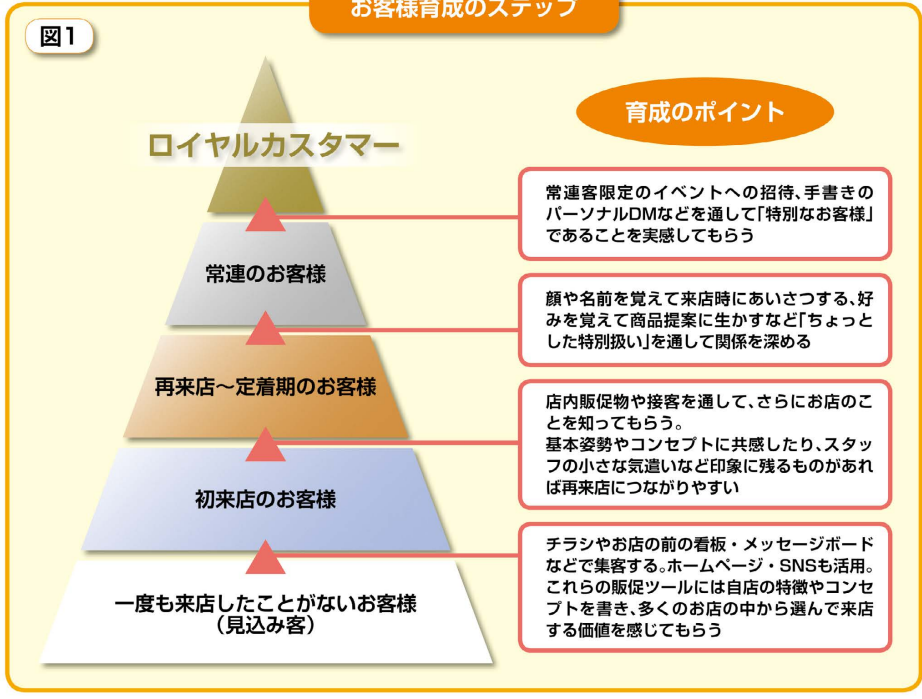 お客様育成のステップ
図1
育成のポイント
ロイヤルカスタマー
常連客限定のイベントへの招待、手書きの
パーソナルDMなどを通して「特別なお客様」
であることを実感してもらう
常連のお客様
顔や名前を覚えて来店時にあいさつする、好
みを覚えて商品提案に生かすなど「ちょっと
した特別扱い」を通して関係を深める
再来店〜定着期のお客様
店内販促物や接客を通して、さらにお店のこ
とを知ってもらう。
基本姿勢やコンセプトに共感したり、スタッ
フの小さな気遣いなど印象に残るものがあれ
ば再来店につながりやすい
初来店のお客様
チラシやお店の前の看板・メッセージボード
などで集客する。ホームページ・SNSも活用。
これらの販促ツールには自店の特徴やコンセ
プトを書き、多くのお店の中から選んで来店
する価値を感じてもらう
一度も来店したことがないお客様
（見込み客）